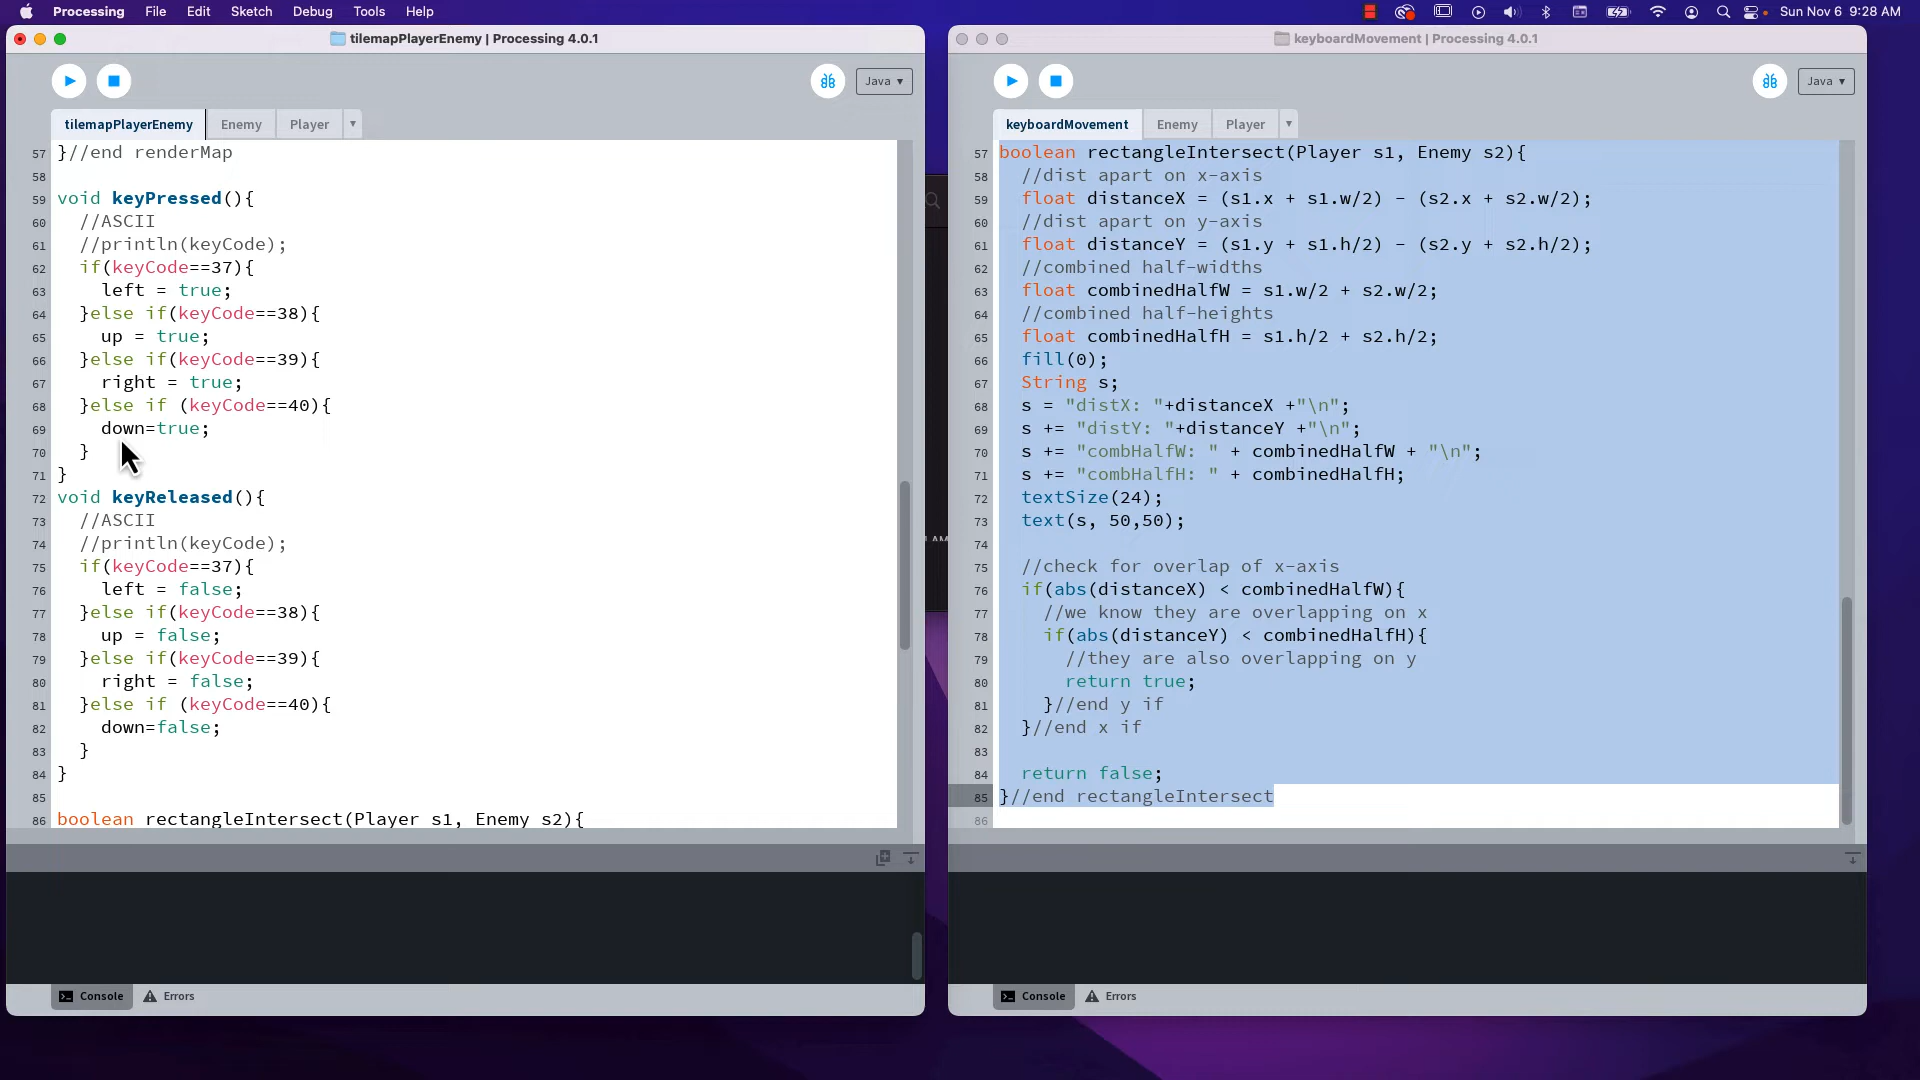 Processing File Edit Sketch Debug Tools Help
Sun Nov 6 9:28 AM
tilemapPlayerEnemy | Processing 4.0.1
Java ▾
tilemapPlayerEnemy Enemy Player ▾
57 }//end renderMap
58
59 void keyPressed(){
60 //ASCII
61 //println(keyCode);
62 if(keyCode==37){
63 left = true;
64 }else if(keyCode==38){
65 up = true;
66 }else if(keyCode==39){
67 right = true;
68 }else if (keyCode==40){
69 down=true;
70 }
71 }
72 void keyReleased(){
73 //ASCII
74 //println(keyCode);
75 if(keyCode==37){
76 left = false;
77 }else if(keyCode==38){
78 up = false;
79 }else if(keyCode==39){
80 right = false;
81 }else if (keyCode==40){
82 down=false;
83 }
84 }
85
86 boolean rectangleIntersect(Player s1, Enemy s2){
Console Errors
keyboardMovement | Processing 4.0.1
Java ▾
keyboardMovement Enemy Player ▾
57 boolean rectangleIntersect(Player s1, Enemy s2){
58 //dist apart on x-axis
59 float distanceX = (s1.x + s1.w/2) - (s2.x + s2.w/2);
60 //dist apart on y-axis
61 float distanceY = (s1.y + s1.h/2) - (s2.y + s2.h/2);
62 //combined half-widths
63 float combinedHalfW = s1.w/2 + s2.w/2;
64 //combined half-heights
65 float combinedHalfH = s1.h/2 + s2.h/2;
66 fill(0);
67 String s;
68 s = "distX: "+distanceX +"\n";
69 s += "distY: "+distanceY +"\n";
70 s += "combHalfW: " + combinedHalfW + "\n";
71 s += "combHalfH: " + combinedHalfH;
72 textSize(24);
73 text(s, 50,50);
74
75 //check for overlap of x-axis
76 if(abs(distanceX) < combinedHalfW){
77 //we know they are overlapping on x
78 if(abs(distanceY) < combinedHalfH){
79 //they are also overlapping on y
80 return true;
81 }//end y if
82 }//end x if
83
84 return false;
85 }//end rectangleIntersect
86
Console Errors